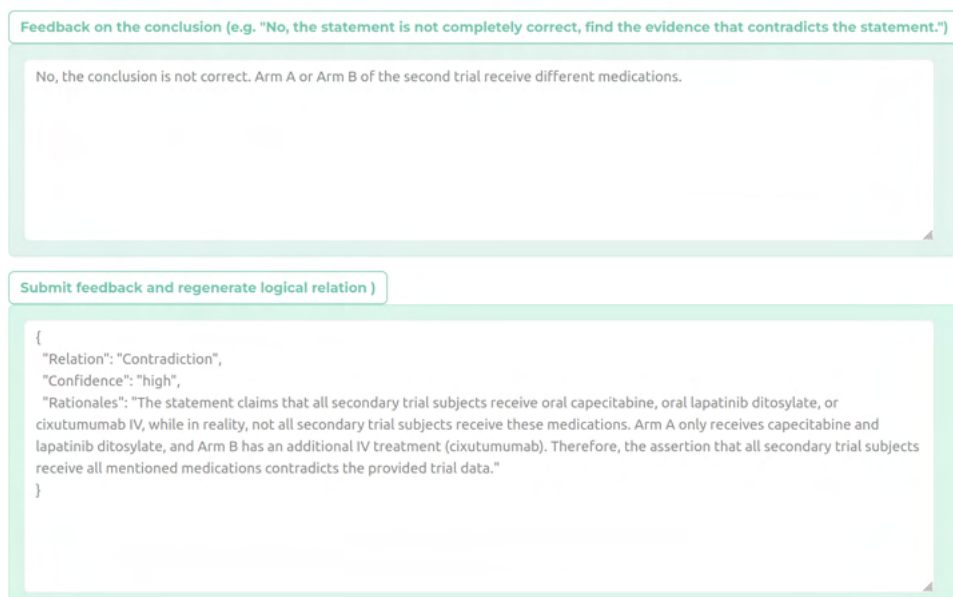 Feedback on the conclusion (e.g. "No, the statement is not completely correct, find the evidence that contradicts the statement.")
No, the conclusion is not correct. Arm A or Arm B of the second trial receive different medications.
Submit feedback and regenerate logical relation )
{
"Relation": "Contradiction",
"Confidence": "high",
"Rationales": "The statement claims that all secondary trial subjects receive oral capecitabine, oral lapatinib ditosylate, or
cixutumumab IV, while in reality, not all secondary trial subjects receive these medications. Arm A only receives capecitabine and
lapatinib ditosylate, and Arm B has an additional IV treatment (cixutumumab). Therefore, the assertion that all secondary trial subjects
receive all mentioned medications contradicts the provided trial data."
}